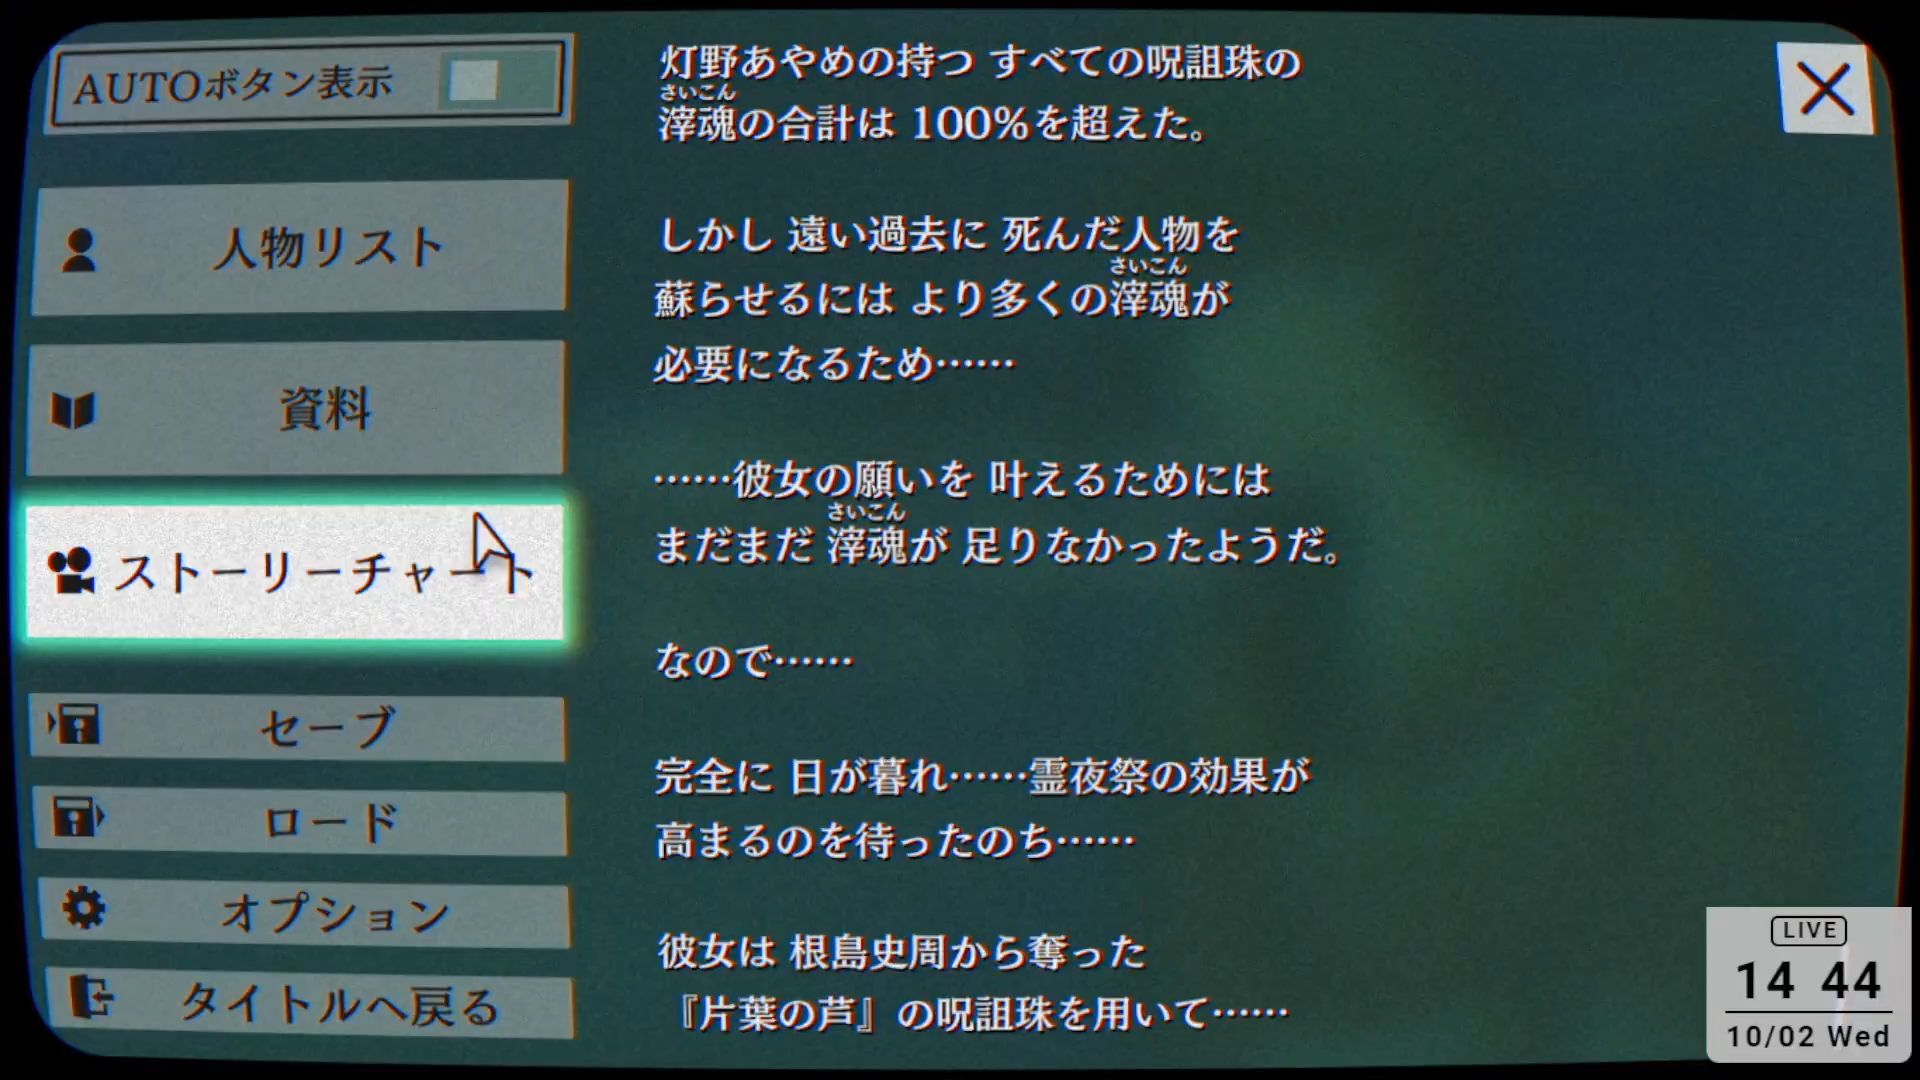 AUTOボタン表示
人物リスト
資料
ストーリーチャート
セーブ
ロード
オプション
タイトルへ戻る
灯野あやめの持つ すべての呪詛珠の
さいこん
滓魂の合計は 100%を超えた。
しかし 遠い過去に 死んだ人物を
さいこん
蘇らせるには より多くの滓魂が
必要になるため……
……彼女の願いを 叶えるためには
さいこん
まだまだ 滓魂が 足りなかったようだ。
なので……
完全に 日が暮れ……霊夜祭の効果が
高まるのを待ったのち……
彼女は 根島史周から奪った
『片葉の芦』の呪詛珠を用いて……
LIVE
14 44
10/02 Wed